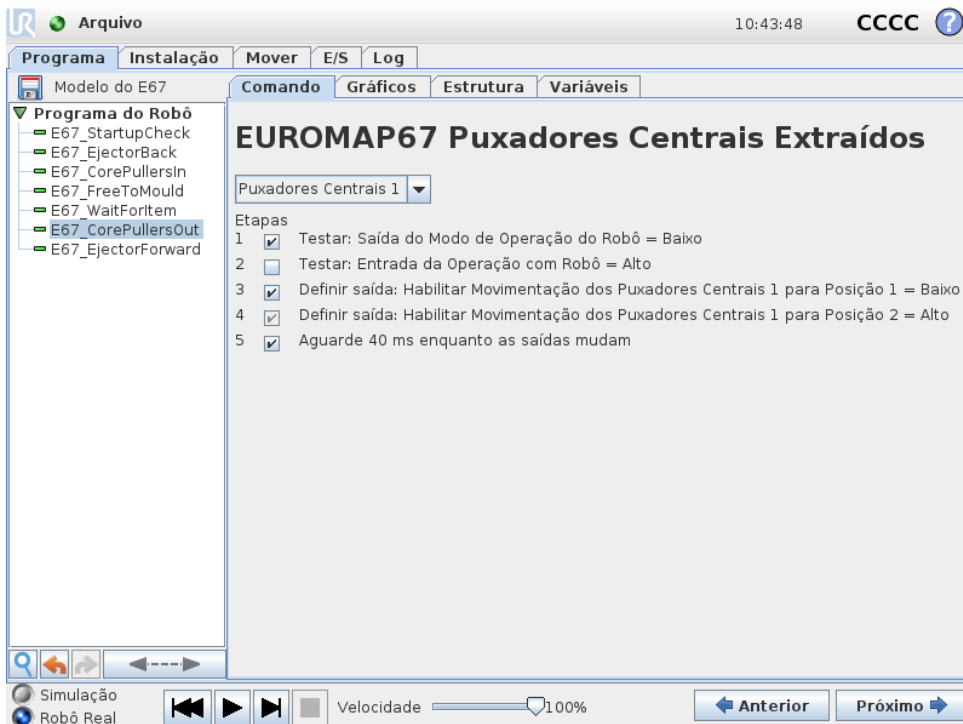 UR Arquivo 10:43:48 CCCC ?
Programa Instalação Mover E/S Log
Modelo do E67 Comando Gráficos Estrutura Variáveis
Programa do Robô
E67_StartupCheck
E67_EjectorBack
E67_CorePullersIn
E67_FreeToMould
E67_WaitForItem
E67_CorePullersOut
E67_EjectorForward
EUROMAP67 Puxadores Centrais Extraídos
Puxadores Centrais 1
Etapas
1 Testar: Saída do Modo de Operação do Robô = Baixo
2 Testar: Entrada da Operação com Robô = Alto
3 Definir saída: Habilitar Movimentação dos Puxadores Centrais 1 para Posição 1 = Baixo
4 Definir saída: Habilitar Movimentação dos Puxadores Centrais 1 para Posição 2 = Alto
5 Aguarde 40 ms enquanto as saídas mudam
Simulação
Robô Real
Velocidade 100%
Anterior Próximo